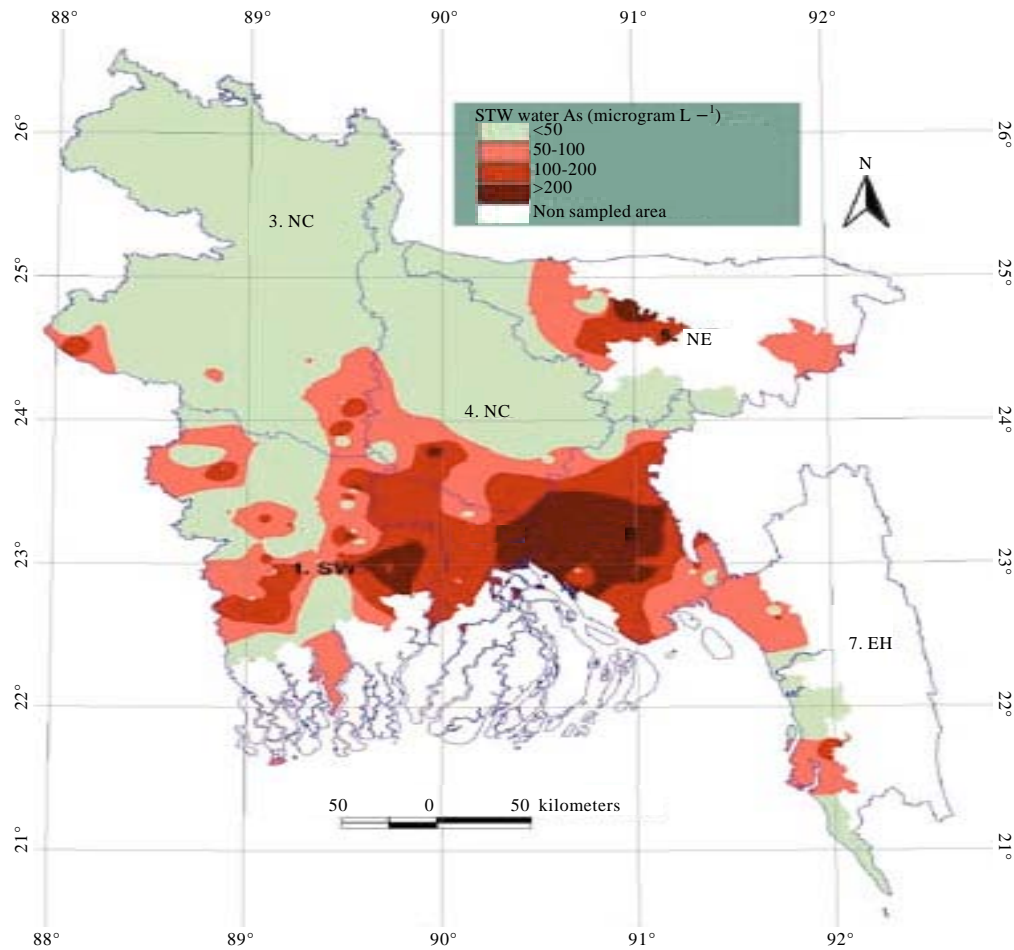 88° 89° 90° 91° 92°
26° 26°
STW water As (microgram L −1)
<50
50-100
100-200
>200
Non sampled area
N
3. NC
25° 25°
NE
4. NC
24° 24°
23° 23°
1. SW
7. EH
22° 22°
50 0 50 kilometers
21° 21°
88° 89° 90° 91° 92°